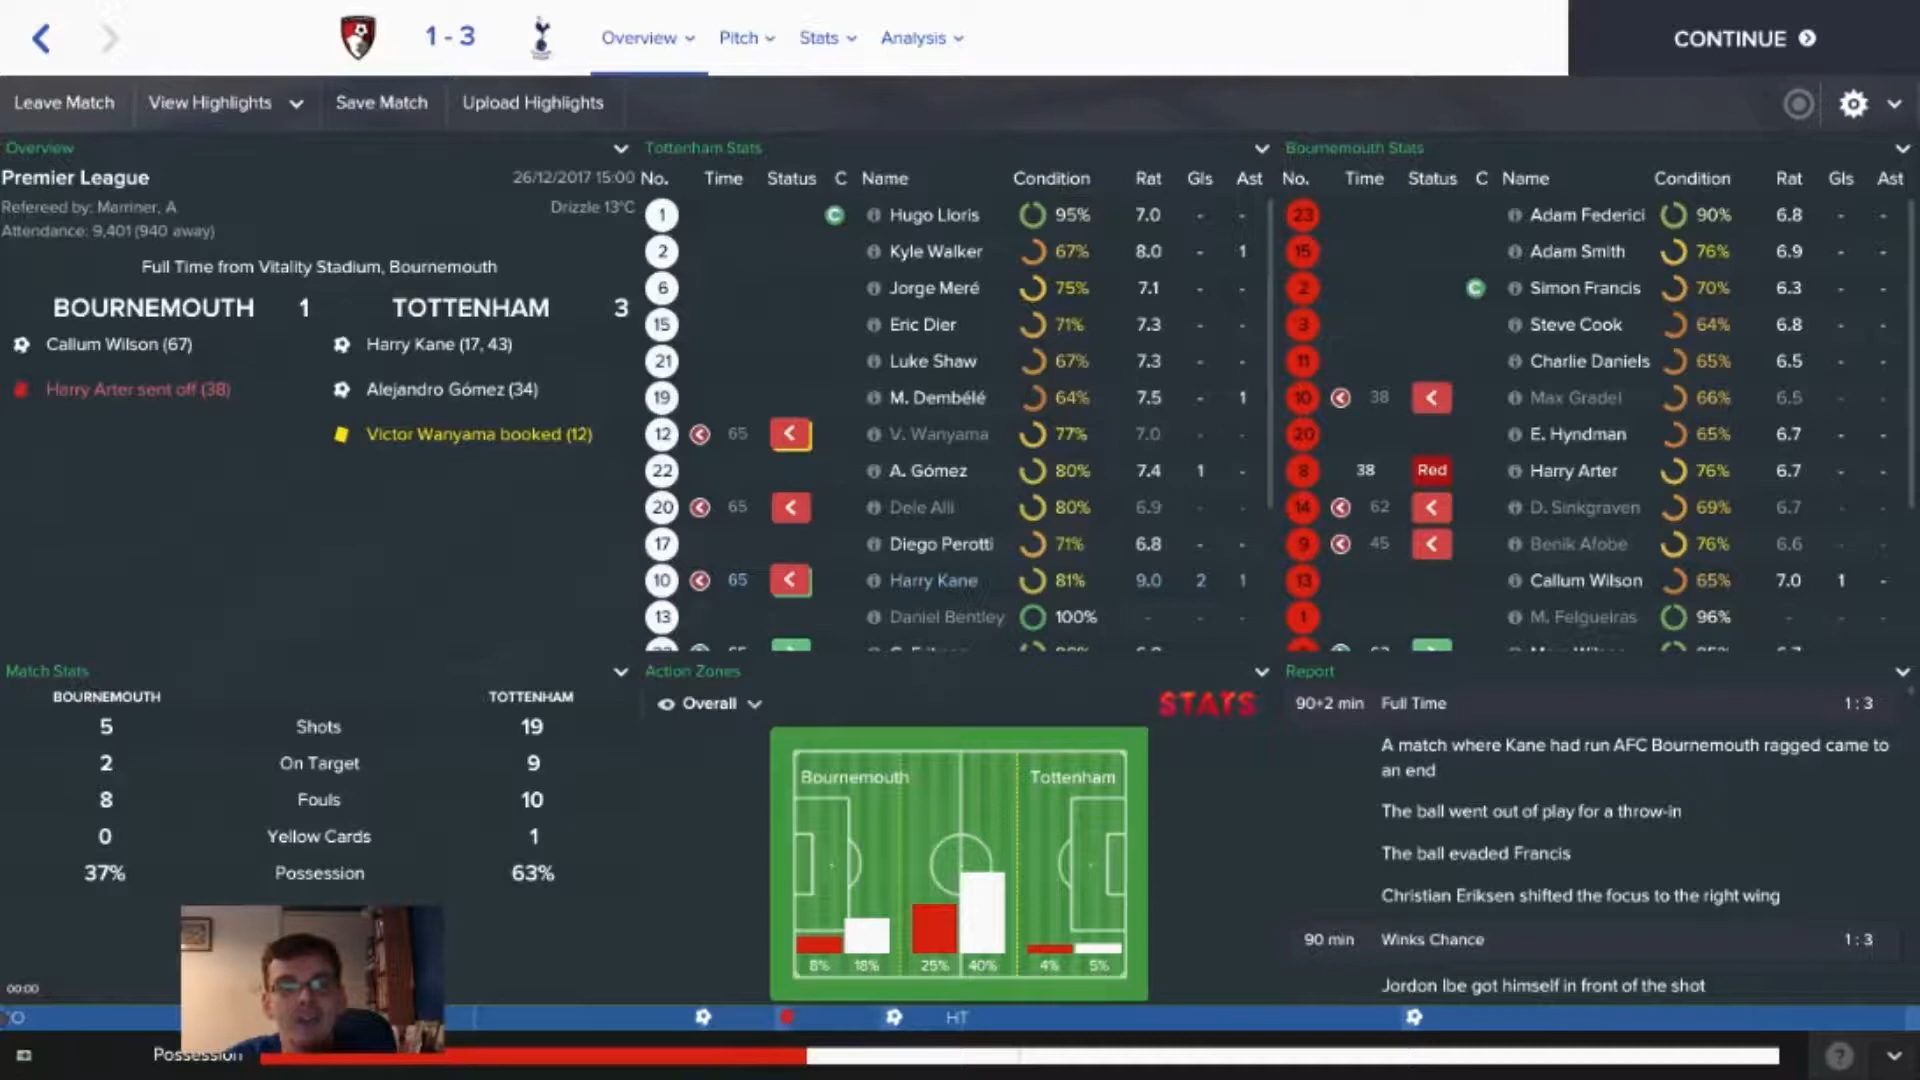 1 - 3
Overview
Pitch
Stats
Analysis
CONTINUE
Leave Match
View Highlights
Save Match
Upload Highlights
Overview
Premier League
26/12/2017 15:00
Refereed by: Marriner, A
Drizzle 13°C
Attendance: 9,401 (940 away)
Full Time from Vitality Stadium, Bournemouth
BOURNEMOUTH 1 TOTTENHAM 3
Callum Wilson (67) Harry Kane (17, 43)
Harry Arter sent off (38) Alejandro Gómez (34)
Victor Wanyama booked (12)
Tottenham Stats
No. Time Status C Name Condition Rat Gls Ast
1 C Hugo Lloris 95% 7.0 - -
2 Kyle Walker 67% 8.0 - 1
6 Jorge Meré 75% 7.1 - -
15 Eric Dier 71% 7.3 - -
21 Luke Shaw 67% 7.3 - -
19 M. Dembélé 64% 7.5 - 1
12 65 V. Wanyama 77% 7.0 - -
22 A. Gómez 80% 7.4 1 -
20 65 Dele Alli 80% 6.9 - -
17 Diego Perotti 71% 6.8 - -
10 65 Harry Kane 81% 9.0 2 1
13 Daniel Bentley 100% - - -
Bournemouth Stats
No. Time Status C Name Condition Rat Gls Ast
23 Adam Federici 90% 6.8 - -
15 Adam Smith 76% 6.9 - -
2 C Simon Francis 70% 6.3 - -
3 Steve Cook 64% 6.8 - -
11 Charlie Daniels 65% 6.5 - -
10 38 Max Gradel 66% 6.5 - -
20 E. Hyndman 65% 6.7 - -
8 38 Red Harry Arter 76% 6.7 - -
14 62 D. Sinkgraven 69% 6.7 - -
9 45 Benik Afobe 76% 6.6 - -
13 Callum Wilson 65% 7.0 1 -
1 M. Felgueiras 96% - - -
Match Stats
BOURNEMOUTH TOTTENHAM
5 Shots 19
2 On Target 9
8 Fouls 10
0 Yellow Cards 1
37% Possession 63%
Action Zones
Overall
STATS
Bournemouth Tottenham
8% 18% 25% 40% 4% 5%
Report
90+2 min Full Time 1 : 3
A match where Kane had run AFC Bournemouth ragged came to
an end
The ball went out of play for a throw-in
The ball evaded Francis
Christian Eriksen shifted the focus to the right wing
90 min Winks Chance 1 : 3
Jordon Ibe got himself in front of the shot
00:00
HT
Possession